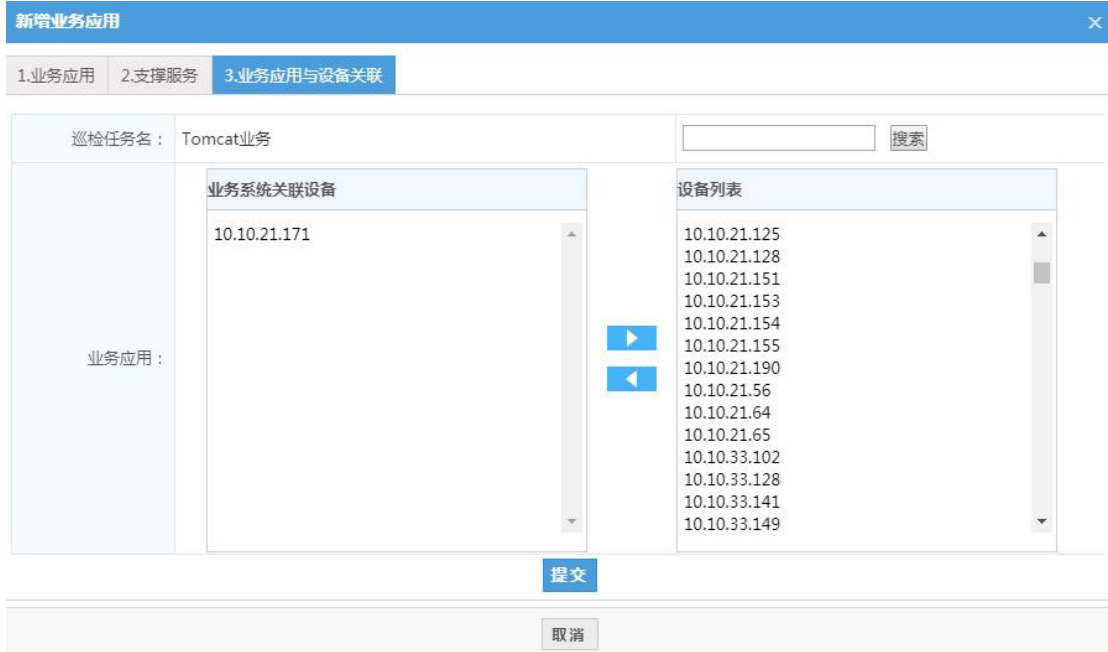 新增业务应用
1.业务应用 2.支撑服务 3.业务应用与设备关联
巡检任务名： Tomcat业务 搜索
业务系统关联设备
10.10.21.171
设备列表
10.10.21.125
10.10.21.128
10.10.21.151
10.10.21.153
10.10.21.154
10.10.21.155
10.10.21.190
10.10.21.56
10.10.21.64
10.10.21.65
10.10.33.102
10.10.33.128
10.10.33.141
10.10.33.149
业务应用：
提交
取消